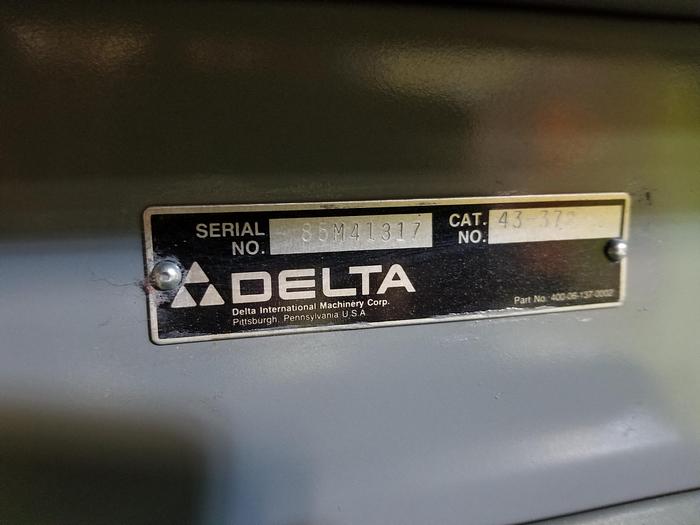 SERIAL NO. 85M41317
CAT. NO.
DELTA
Delta International Machinery Corp.
Pittsburgh, Pennsylvania U.S.A
Part No. 400-06-137-0002